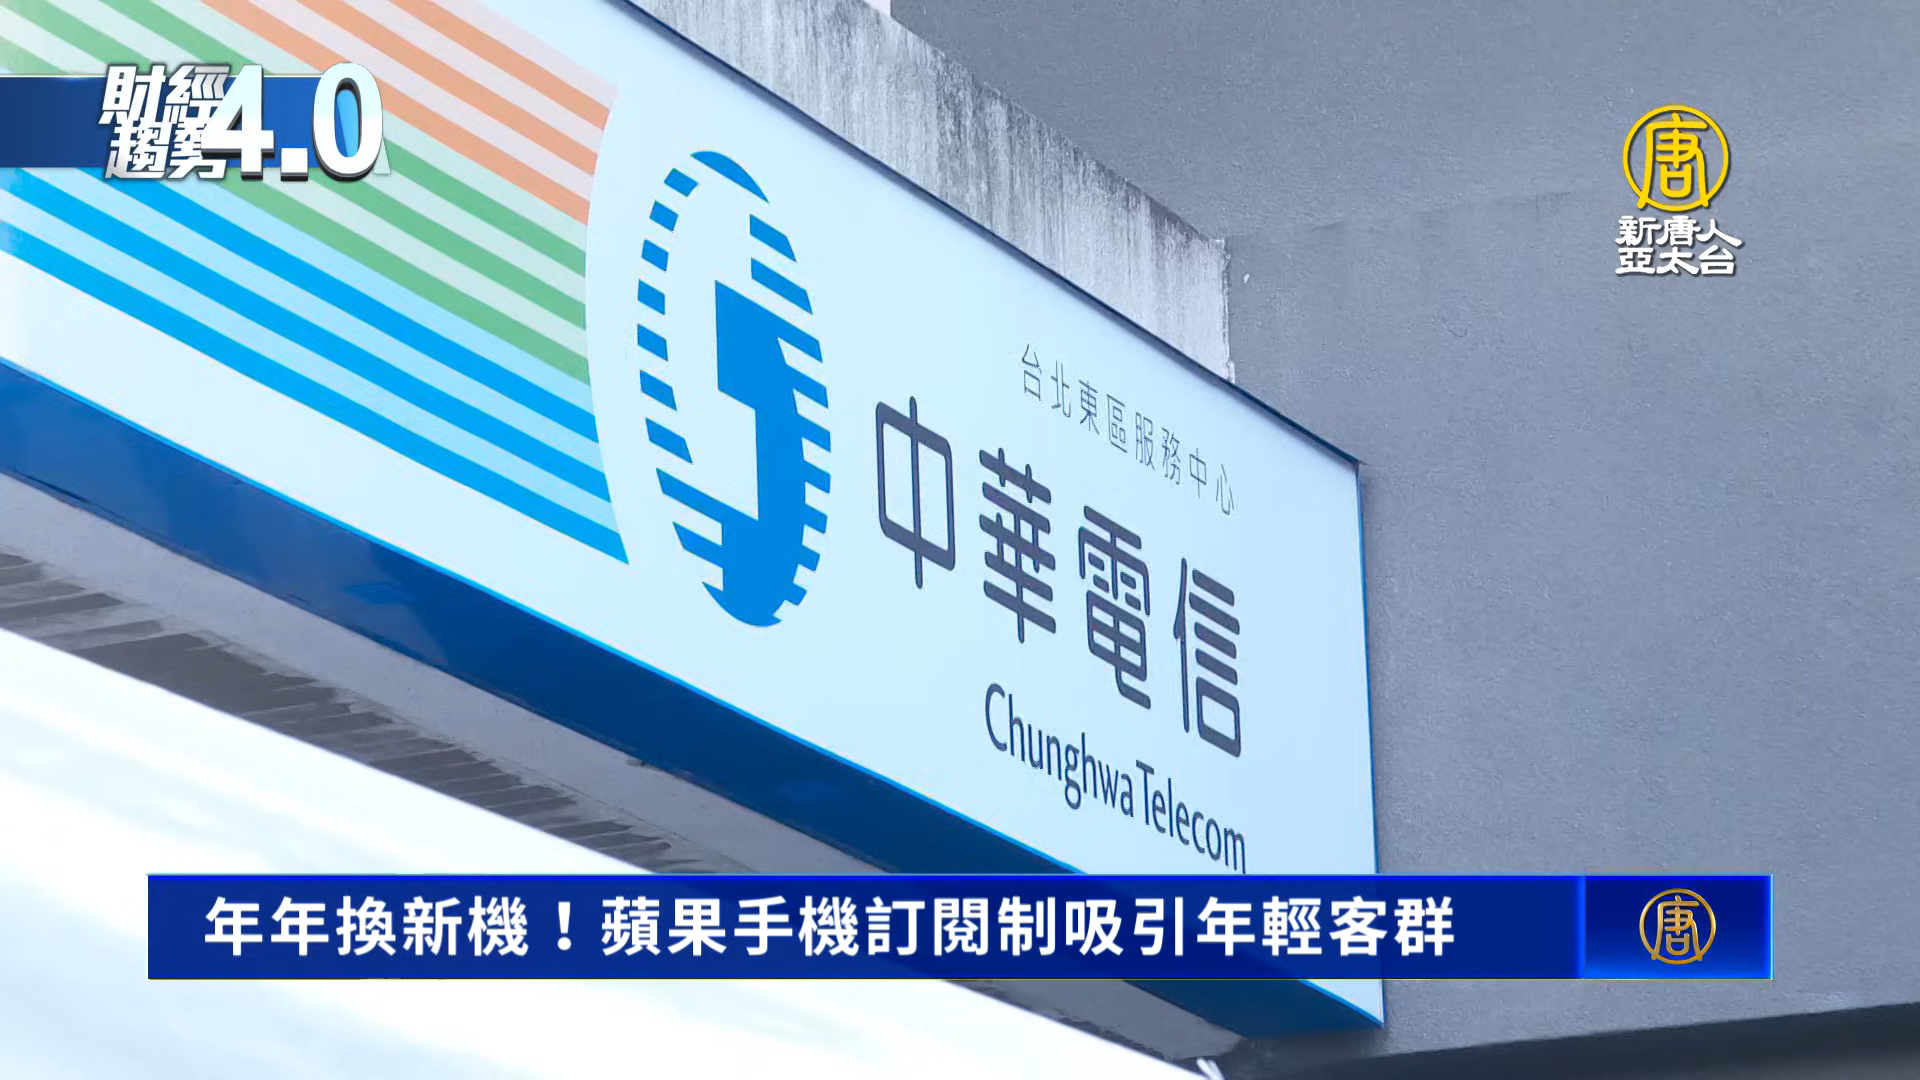 財經
趨勢4.0
唐
新唐人
亞太台
台北東區服務中心
中華電信
Chunghwa Telecom
年年換新機！蘋果手機訂閱制吸引年輕客群
唐